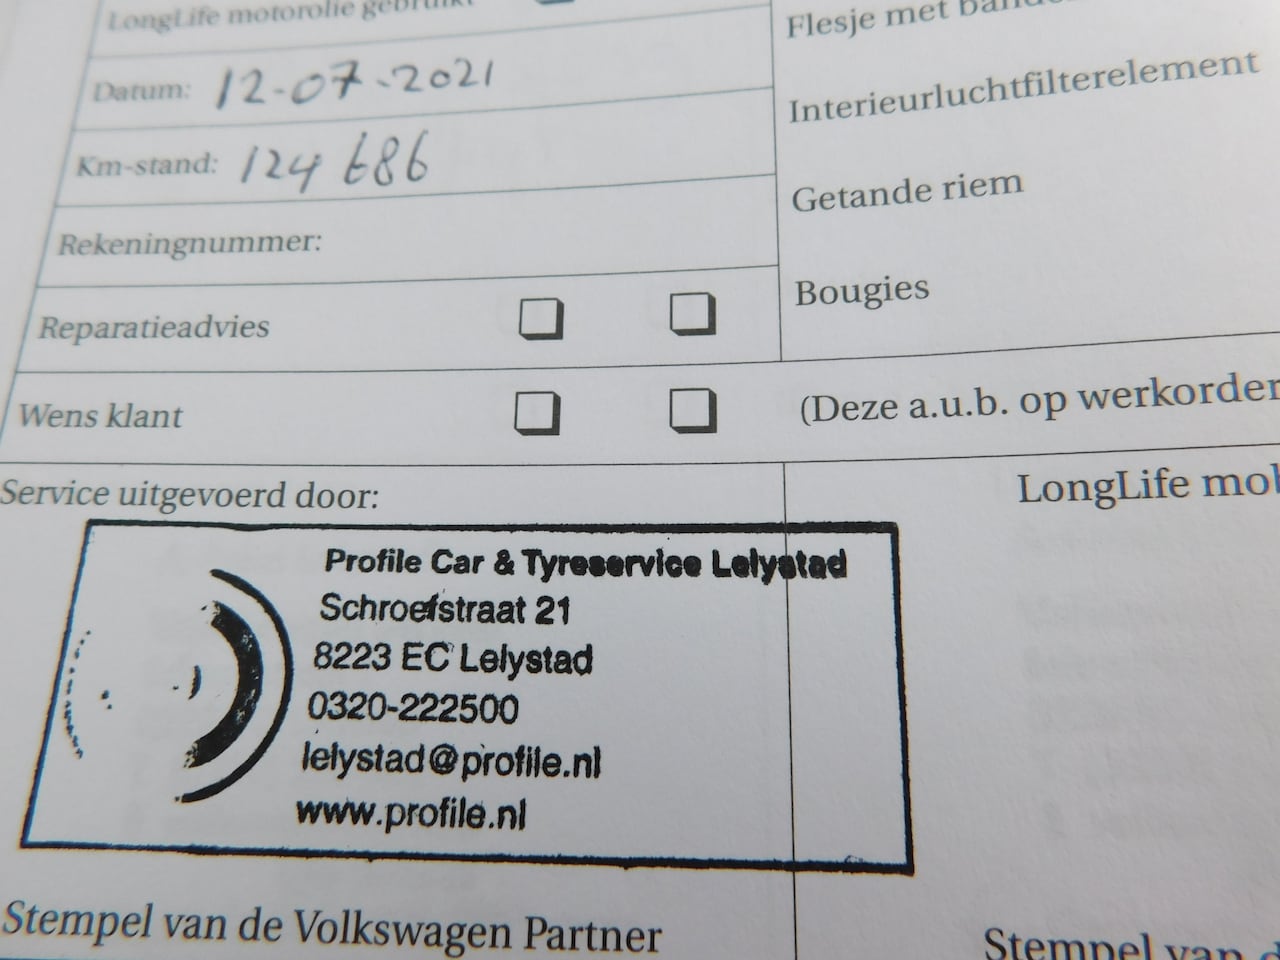 LongLife motorolie gebruikt
Datum: 12-07-2021
Km-stand: 124 686
Rekeningnummer:
Reparatieadvies
Wens klant
Flesje met
Interieurluchtfilterelement
Getande riem
Bougies
(Deze a.u.b. op werkorder
Service uitgevoerd door:
Profile Car & Tyreservice Lelystad
Schroefstraat 21
8223 EC Lelystad
0320-222500
lelystad@profile.nl
www.profile.nl
Stempel van de Volkswagen Partner
LongLife
Stempel van